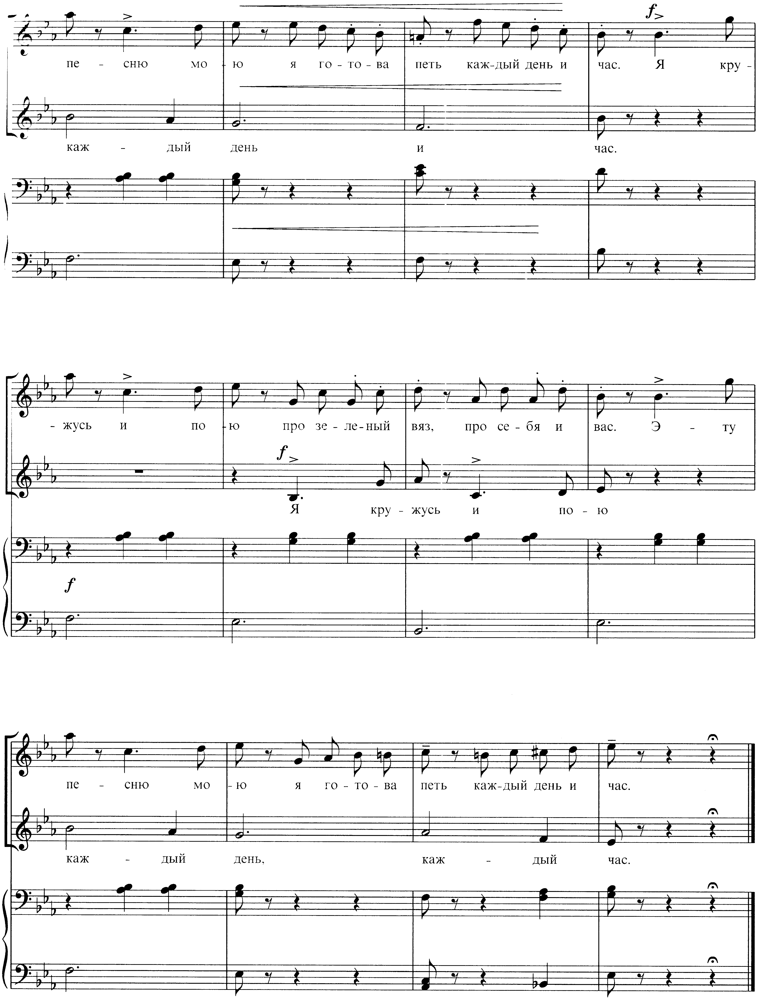 f
пе - сню мо - ю я го - то - ва петь каж - дый день и час. Я кру -
каж - дый день и час.
- жусь и по - ю про зе - ле - ный вяз, про се - бя и вас. Э - ту
f
Я кру - жусь и по - ю
f
пе - сню мо - ю я го - то - ва петь каж - дый день и час.
каж - дый день, каж - дый час.